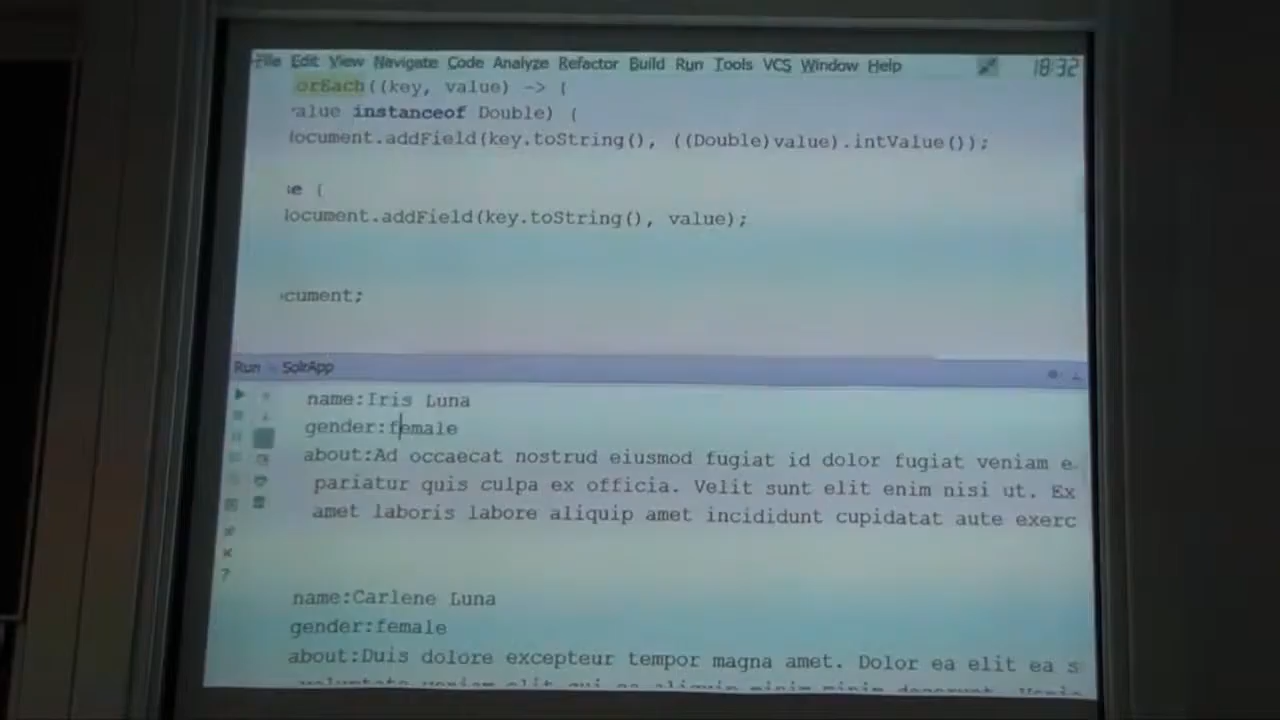 File Edit View Navigate Code Analyze Refactor Build Run Tools VCS Window Help 18:32
orEach((key, value) -> {
alue instanceof Double) {
document.addField(key.toString(), ((Double)value).intValue());
e {
document.addField(key.toString(), value);
cument;
Run SolrApp
name:Iris Luna
gender:female
about:Ad occaecat nostrud eiusmod fugiat id dolor fugiat veniam e
pariatur quis culpa ex officia. Velit sunt elit enim nisi ut. Ex
amet laboris labore aliquip amet incididunt cupidatat aute exerc
name:Carlene Luna
gender:female
about:Duis dolore excepteur tempor magna amet. Dolor ea elit ea s